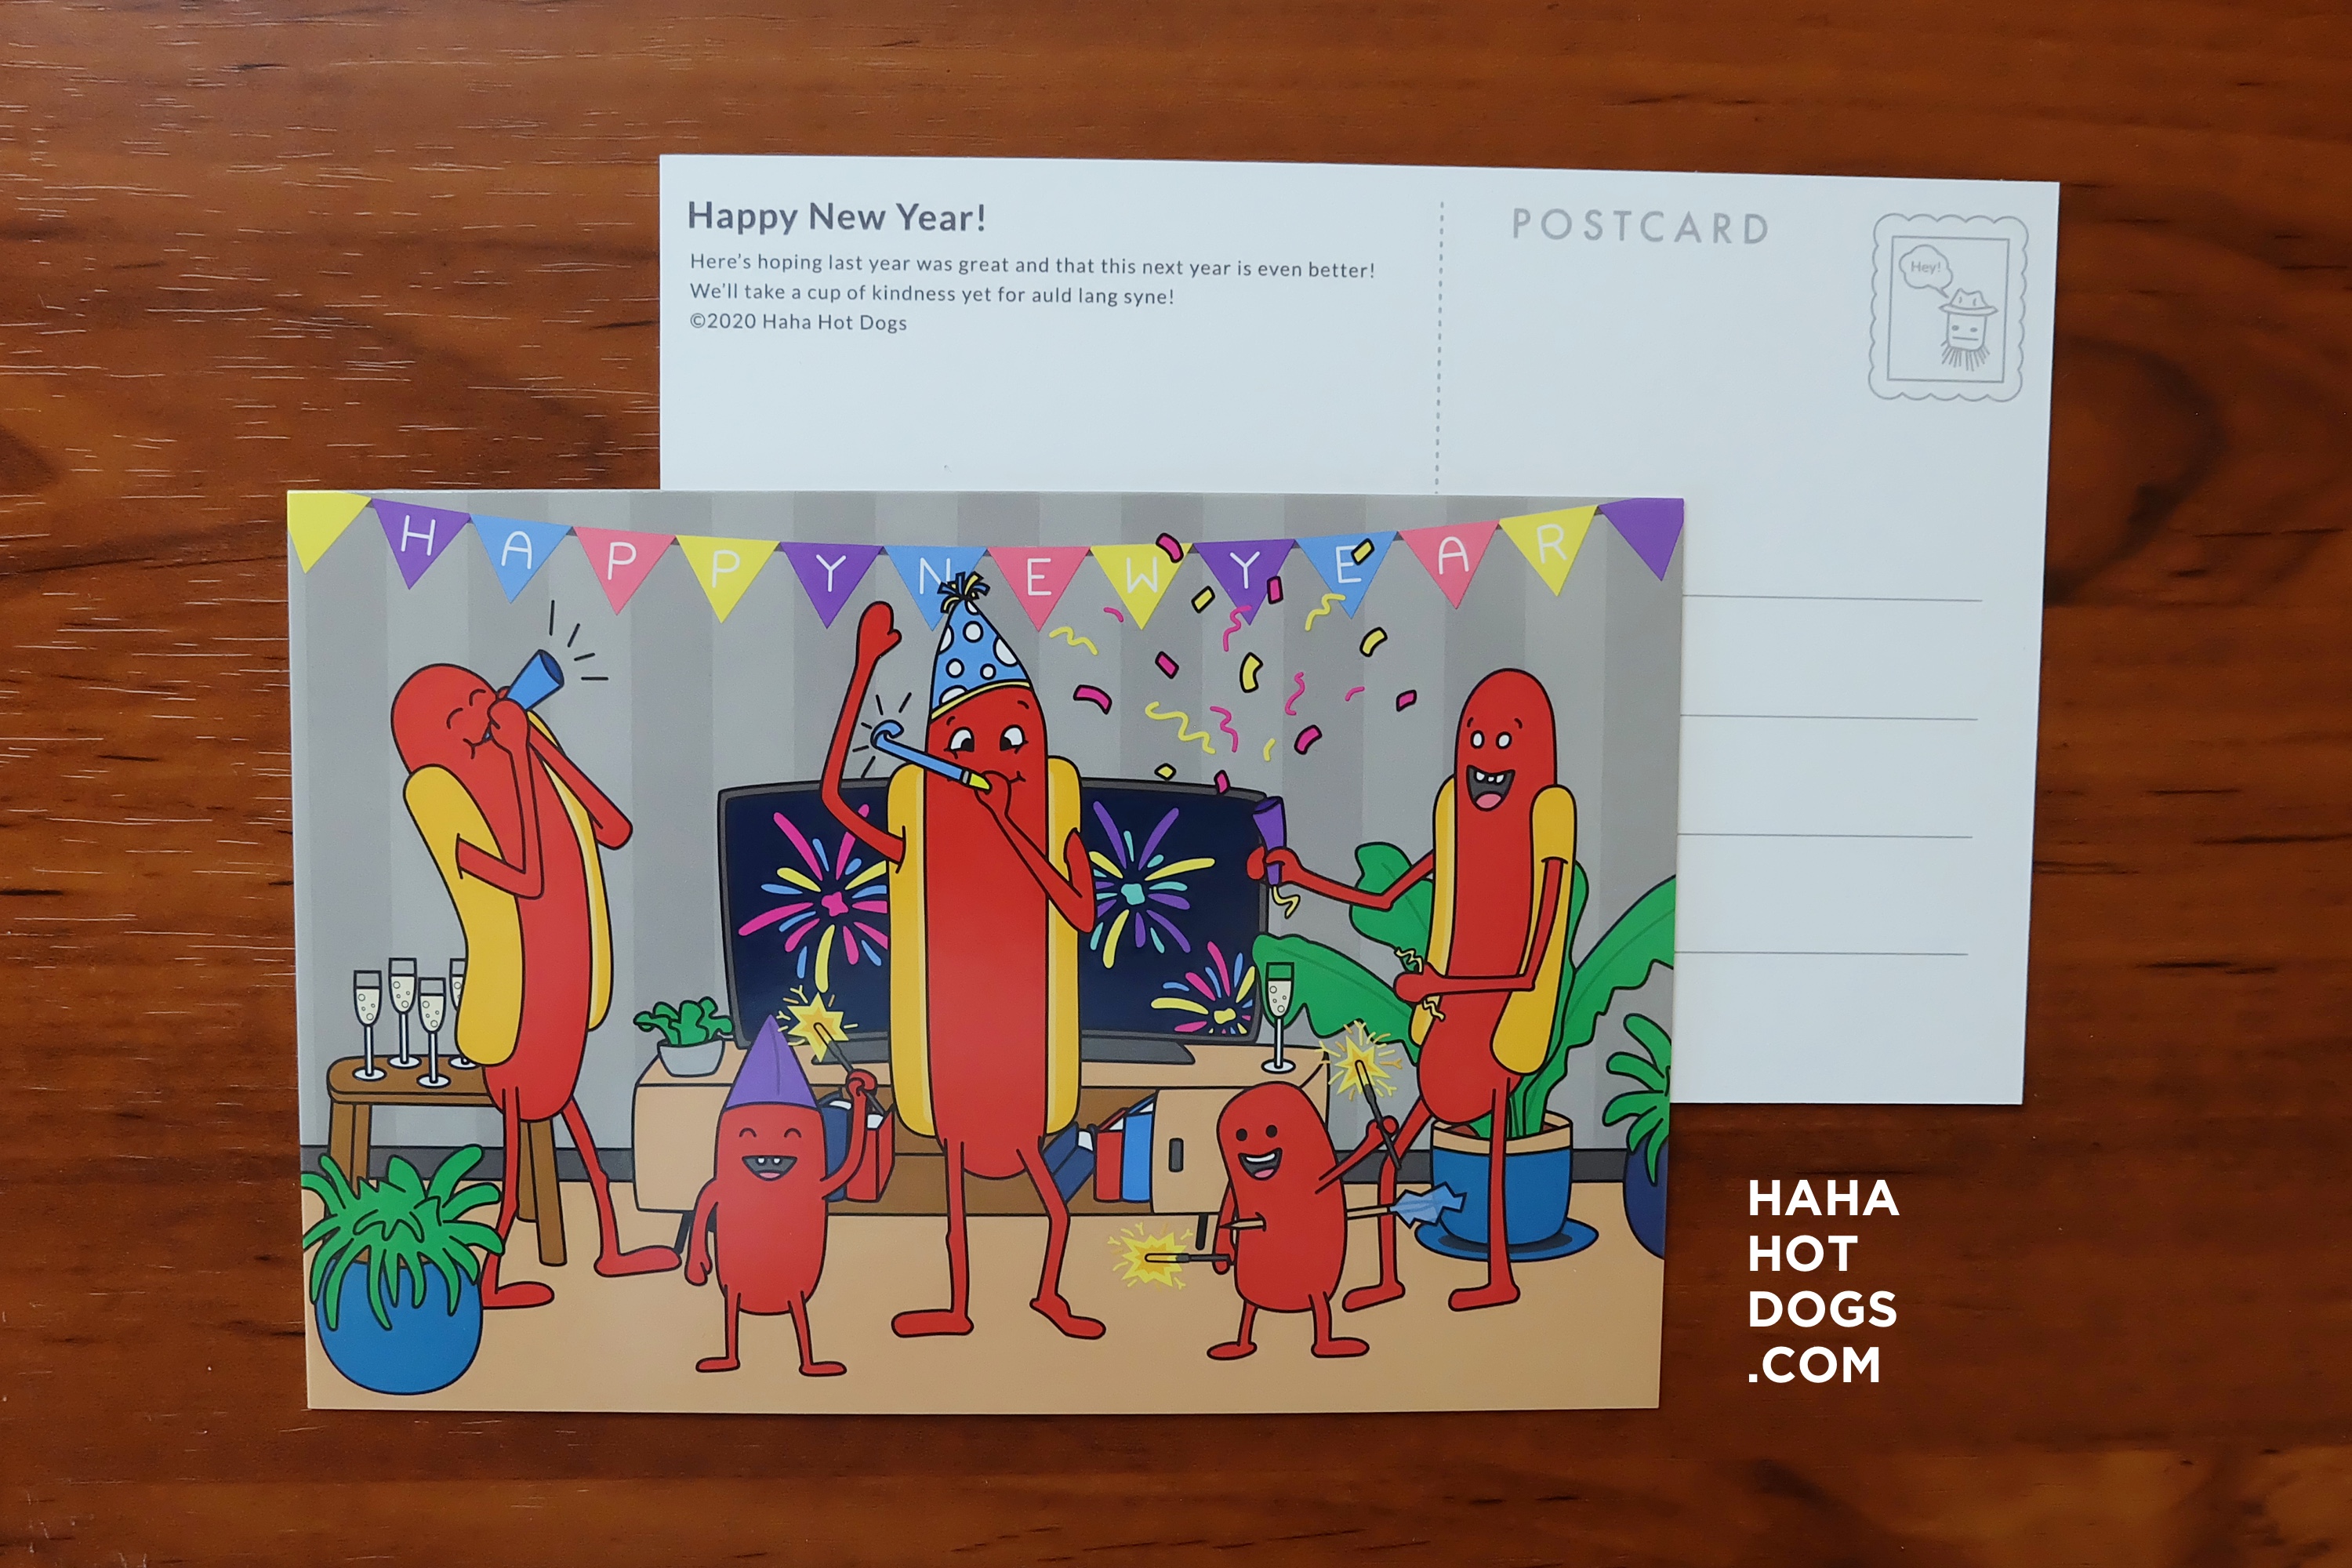 Happy New Year!
Here's hoping last year was great and that this next year is even better!
We'll take a cup of kindness yet for auld lang syne!
©2020 Haha Hot Dogs
POSTCARD
Hey!
HAPPY NEW YEAR
HAHA
HOT
DOGS
.COM